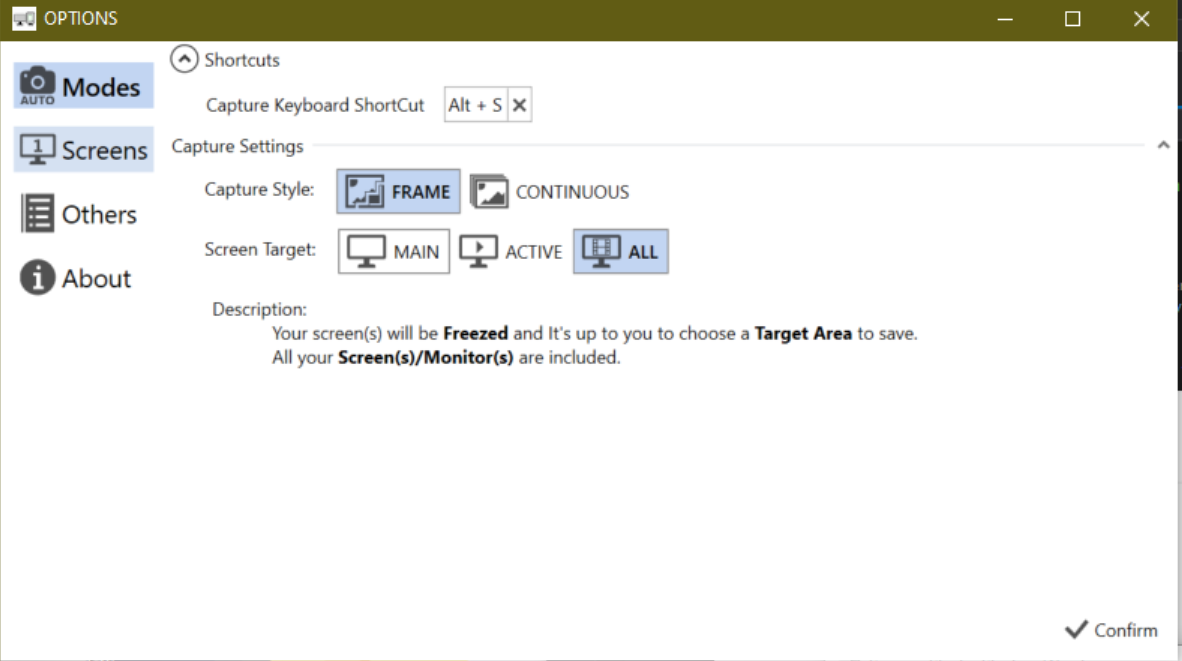 OPTIONS
AUTO Modes
1 Screens
Others
About
Shortcuts
Capture Keyboard ShortCut Alt + S
Capture Settings
Capture Style: FRAME CONTINUOUS
Screen Target: MAIN ACTIVE ALL
Description:
Your screen(s) will be Freezed and It's up to you to choose a Target Area to save.
All your Screen(s)/Monitor(s) are included.
Confirm